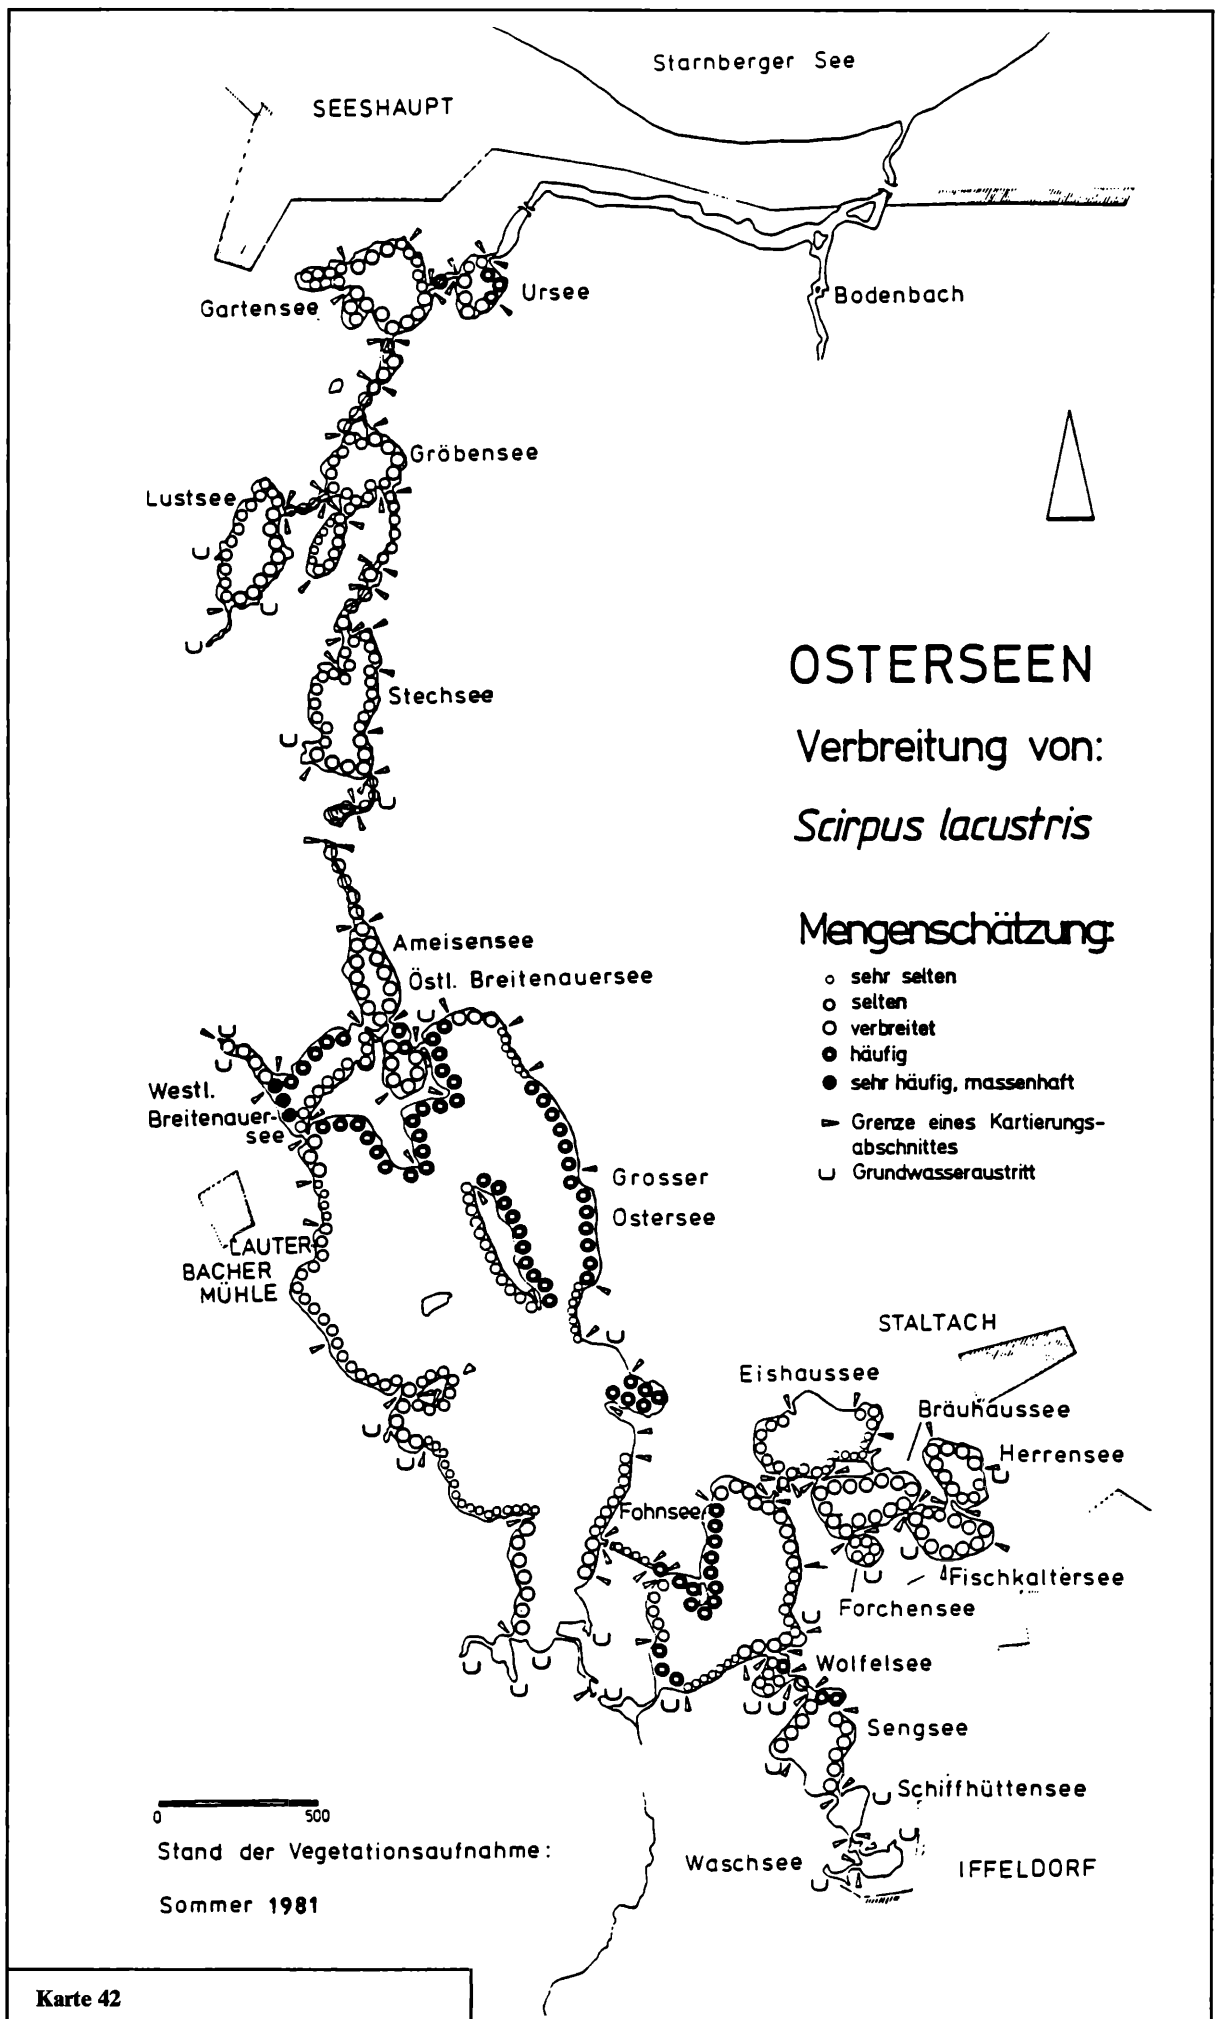 Starnberger See
SEESHAUPT
Gartensee
Ursee
Bodenbach
Gröbensee
Lustsee
Stechsee
OSTERSEEN
Verbreitung von:
Scirpus lacustris
Mengenschätzung:
sehr selten
selten
verbreitet
häufig
sehr häufig, massenhaft
Grenze eines Kartierungs-
abschnittes
Grundwasseraustritt
Ameisensee
Östl. Breitenauersee
Westl.
Breitenauer-
see
Grosser
Ostersee
LAUTER-
BACHER
MÜHLE
STALTACH
Eishaussee
Bräuhaussee
Herrensee
Fohnsee
Fischkaltersee
Forchensee
Wolfelsee
Sengsee
Schiffhüttensee
Waschsee
IFFELDORF
0 500
Stand der Vegetationsaufnahme:
Sommer 1981
Karte 42